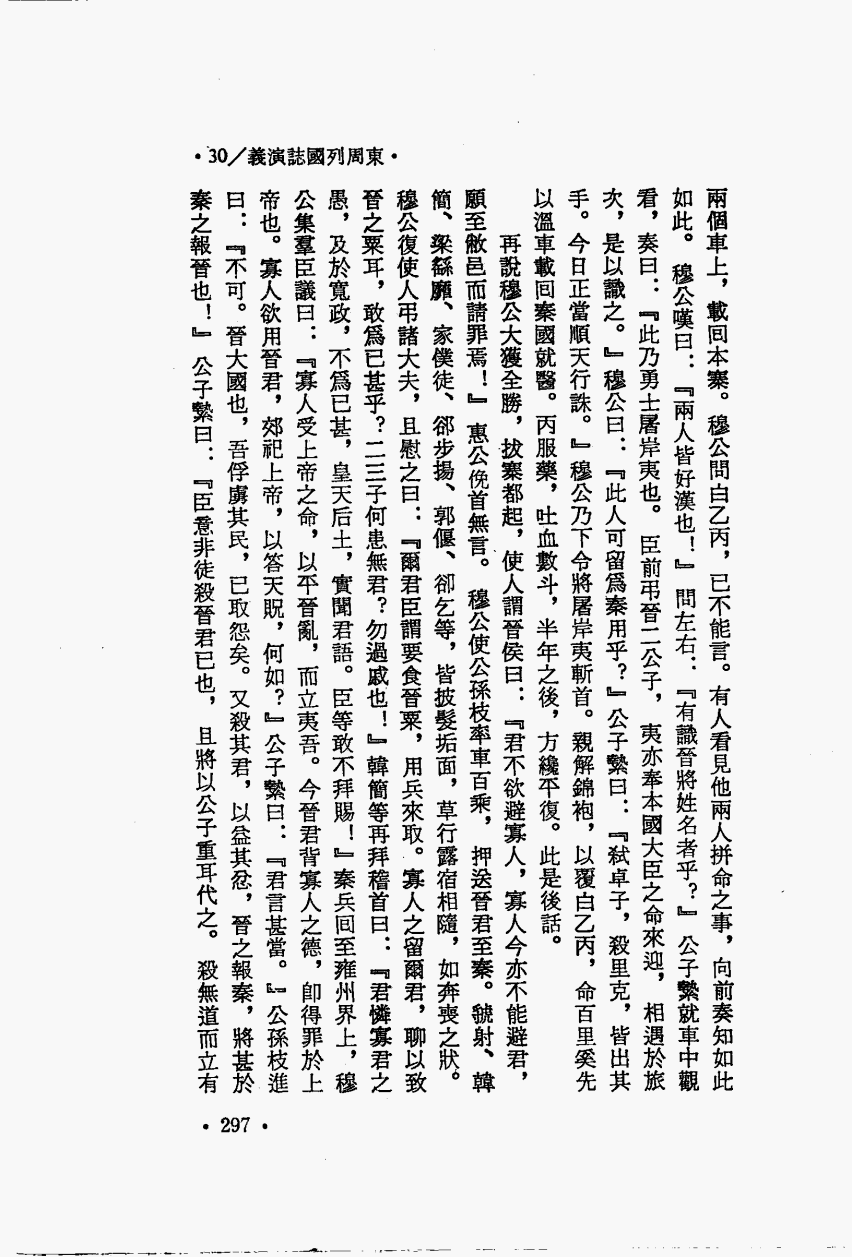 •30/義演誌國列周東•
兩個車上，載回本寨。穆公問白乙丙，已不能言。有人看見他兩人拼命之事，向前奏知如此
如此。穆公嘆曰：『兩人皆好漢也！』問左右：『有識晉將姓名者乎？』公子縶就車中觀
看，奏曰：『此乃勇士屠岸夷也。臣前弔晉二公子，夷亦奉本國大臣之命來迎，相遇於旅
次，是以識之。』穆公曰：『此人可留爲秦用乎？』公子縶曰：『弒卓子，殺里克，皆出其
手。今日正當順天行誅。』穆公乃下令將屠岸夷斬首。親解錦袍，以覆白乙丙，命百里奚先
以溫車載回秦國就醫。丙服藥，吐血數斗，半年之後，方纔平復。此是後話。
再說穆公大獲全勝，拔寨都起，使人謂晉侯曰：『君不欲避寡人，寡人今亦不能避君，
願至敝邑而請罪焉！』惠公俛首無言。穆公使公孫枝率車百乘，押送晉君至秦。虢射、韓
簡、梁繇靡、家僕徒、郤步揚、郭偃、卻乞等，皆披髮垢面，草行露宿相隨，如奔喪之狀。
穆公復使人弔諸大夫，且慰之曰：『爾君臣謂要食晉粟，用兵來取。寡人之留爾君，聊以致
晉之粟耳，敢爲已甚乎？二三子何患無君？勿過戚也！』韓簡等再拜稽首曰：『君憐寡君之
愚，及於寬政，不爲已甚，皇天后土，實聞君語。臣等敢不拜賜！』秦兵回至雍州界上，穆
公集羣臣議曰：『寡人受上帝之命，以平晉亂，而立夷吾。今晉君背寡人之德，卽得罪於上
帝也。寡人欲用晉君，郊祀上帝，以答天貺，何如？』公子縶曰：『君言甚當。』公孫枝進
曰：『不可。晉大國也，吾俘虜其民，已取怨矣。又殺其君，以益其忿，晉之報秦，將甚於
秦之報晉也！』公子縶曰：『臣意非徒殺晉君已也，且將以公子重耳代之。殺無道而立有
•297•